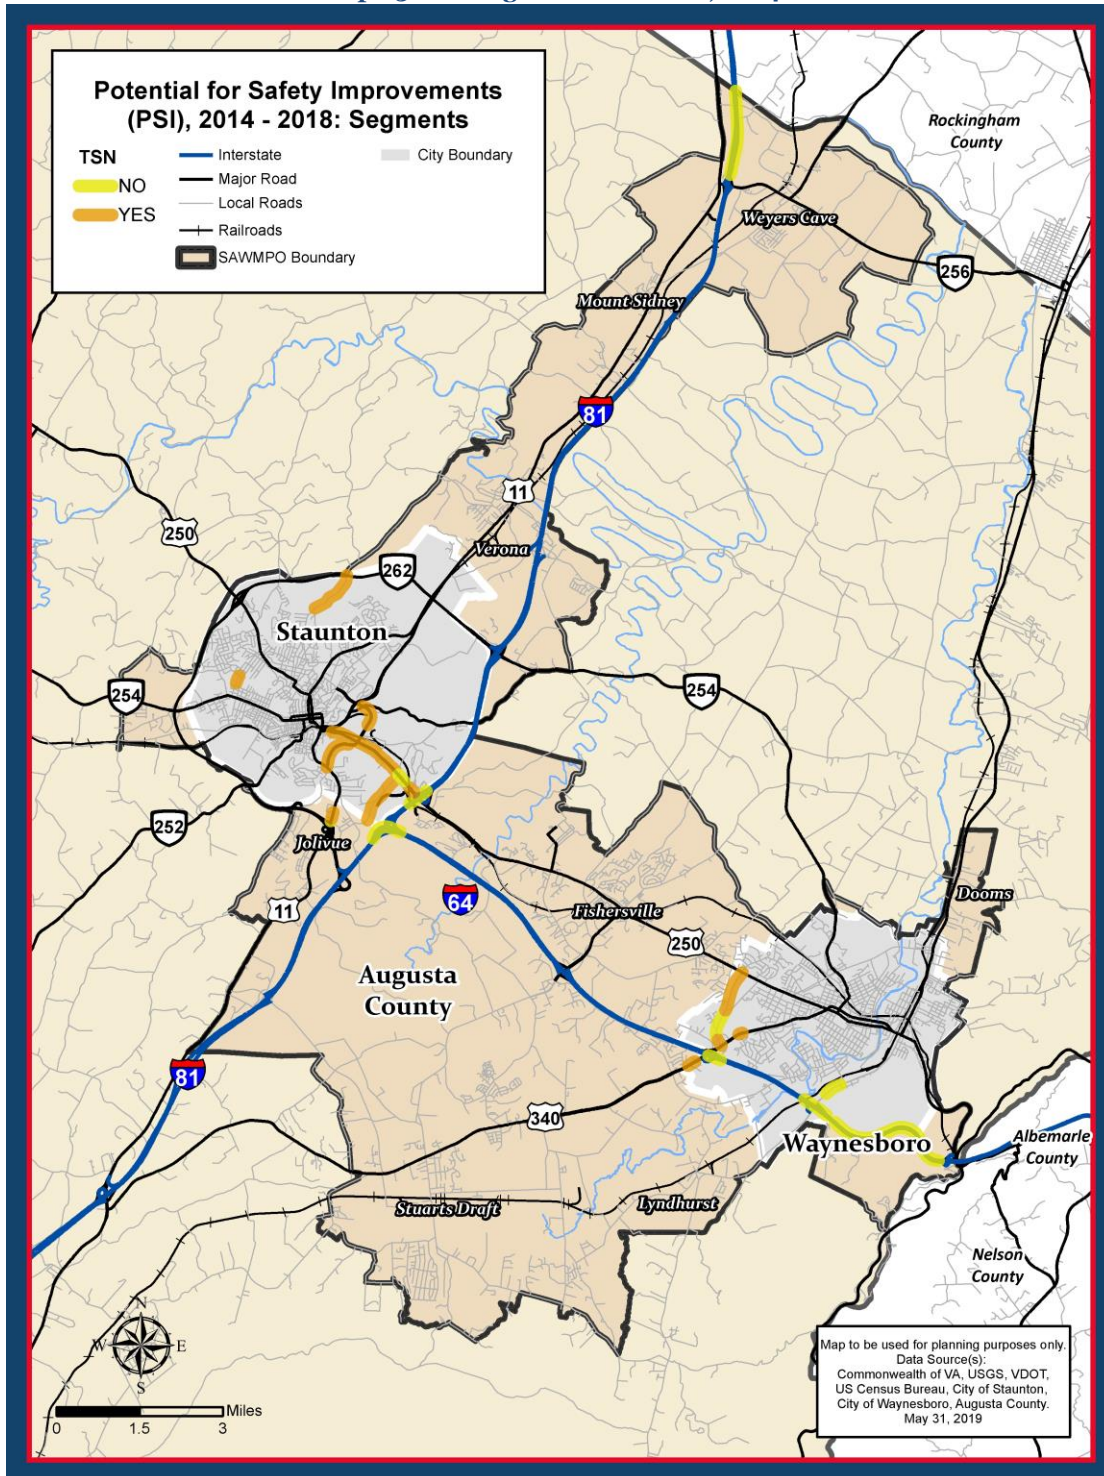 Potential for Safety Improvements
(PSI), 2014 - 2018: Segments
TSN
NO
YES
Interstate
Major Road
Local Roads
Railroads
SAWMPO Boundary
City Boundary
Rockingham
County
Weyers Cave
256
Mount Sidney
81
11
250
Verona
262
Staunton
254
254
252
Jolivue
11
64
Fishersville
Dooms
250
Augusta
County
81
340
Waynesboro
Albemarle
County
Stuarts Draft
Lyndhurst
Nelson
County
N
W
E
S
Miles
0
1.5
3
Map to be used for planning purposes only.
Data Source(s):
Commonwealth of VA, USGS, VDOT,
US Census Bureau, City of Staunton,
City of Waynesboro, Augusta County.
May 31, 2019